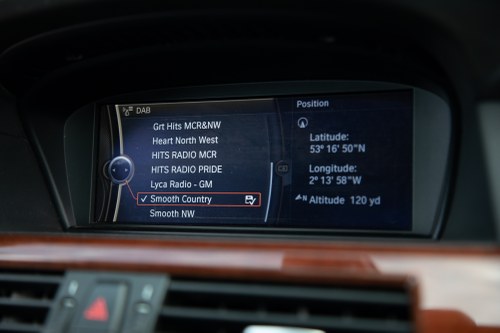 DAB
Grt Hits MCR&NW
Heart North West
HITS RADIO MCR
HITS RADIO PRIDE
Lyca Radio - GM
✓ Smooth Country
Smooth NW
Position
Latitude:
53° 16' 50"N
Longitude:
2° 13' 58"W
N Altitude 120 yd